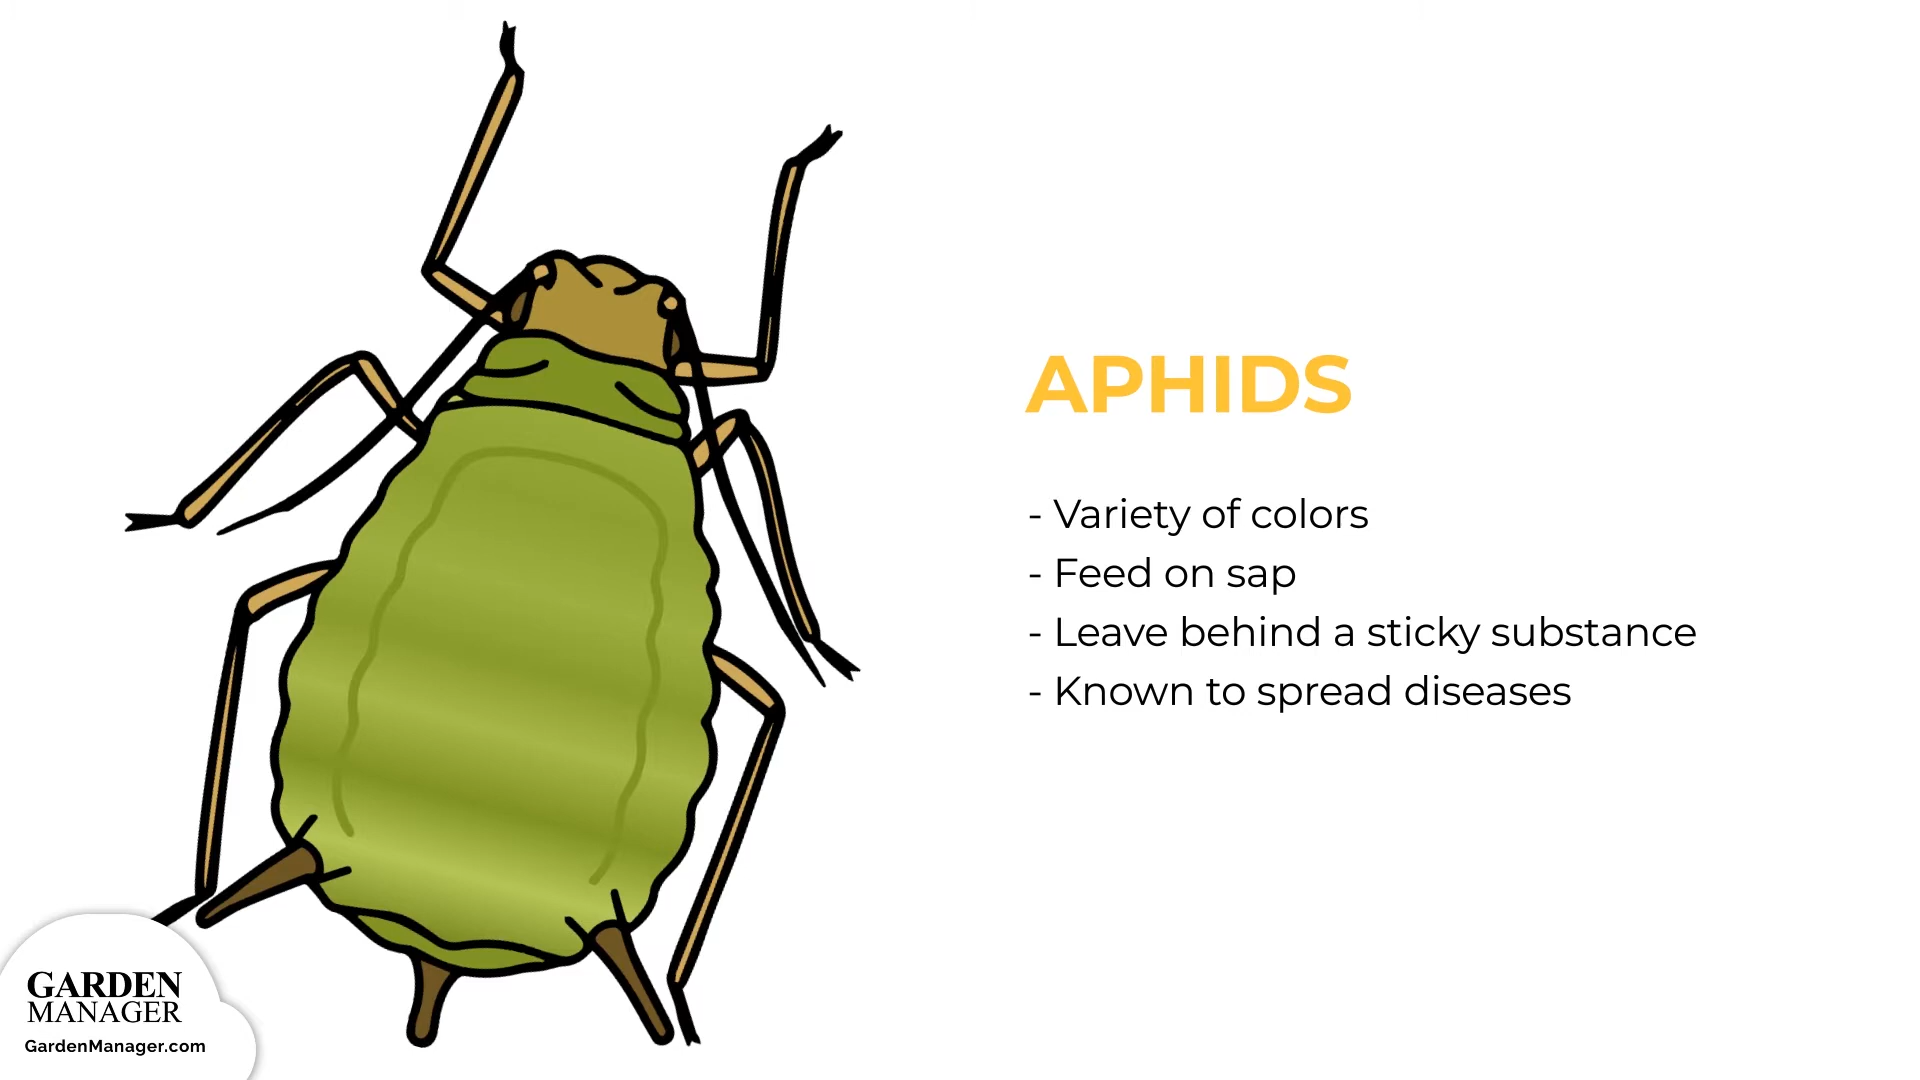 APHIDS
- Variety of colors
- Feed on sap
- Leave behind a sticky substance
- Known to spread diseases
GARDEN
MANAGER
GardenManager.com